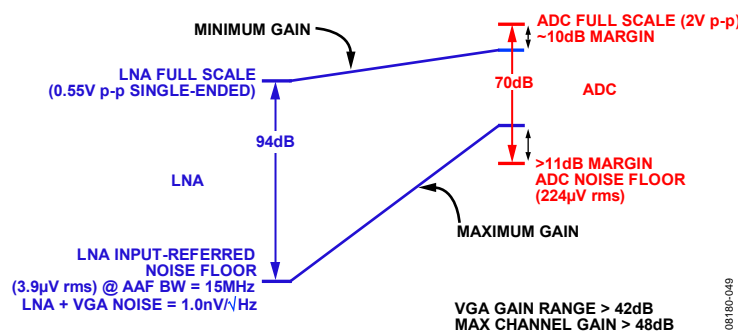 MINIMUM GAIN
ADC FULL SCALE (2V p-p)
~10dB MARGIN
LNA FULL SCALE
(0.55V p-p SINGLE-ENDED)
70dB
ADC
94dB
LNA
>11dB MARGIN
ADC NOISE FLOOR
(224µV rms)
MAXIMUM GAIN
LNA INPUT-REFERRED
NOISE FLOOR
(3.9µV rms) @ AAF BW = 15MHz
LNA + VGA NOISE = 1.0nV/√Hz
VGA GAIN RANGE > 42dB
MAX CHANNEL GAIN > 48dB
08180-049